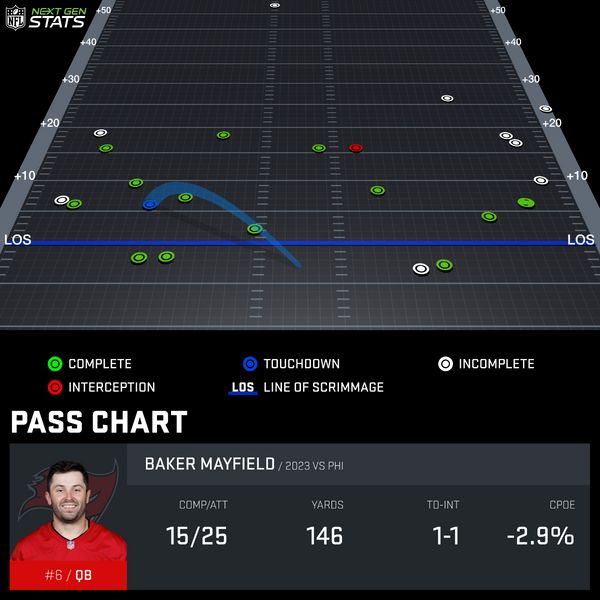 NFL NEXT GEN STATS
+50 +50
+40 +40
+30 +30
+20 +20
+10 +10
LOS LOS
COMPLETE TOUCHDOWN INCOMPLETE
INTERCEPTION LOS LINE OF SCRIMMAGE
PASS CHART
BAKER MAYFIELD / 2023 VS PHI
COMP/ATT YARDS TD-INT CPOE
15/25 146 1-1 -2.9%
#6 / QB